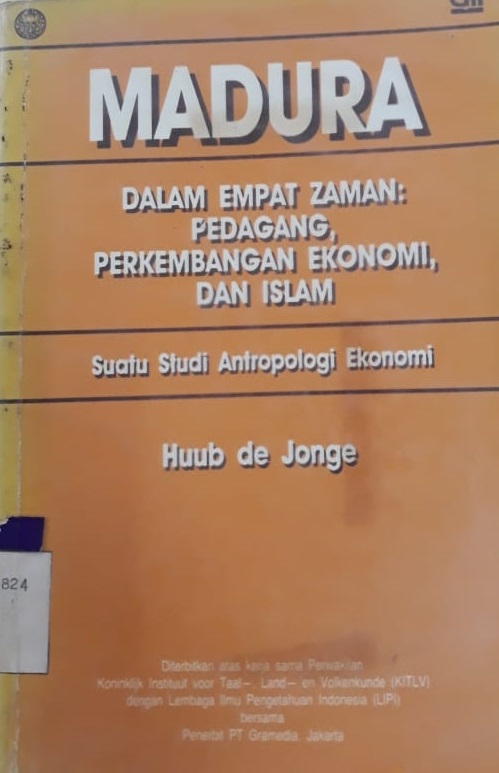 MADURA
DALAM EMPAT ZAMAN:
PEDAGANG,
PERKEMBANGAN EKONOMI,
DAN ISLAM
Suatu Studi Antropologi Ekonomi
Huub de Jonge
824
Diterbitkan atas kerja sama Perwakilan
Koninklijk Instituut voor Taal-, Land- en Volkenkunde (KITLV)
dengan Lembaga Ilmu Pengetahuan Indonesia (LIPI)
bersama
Penerbit PT Gramedia, Jakarta